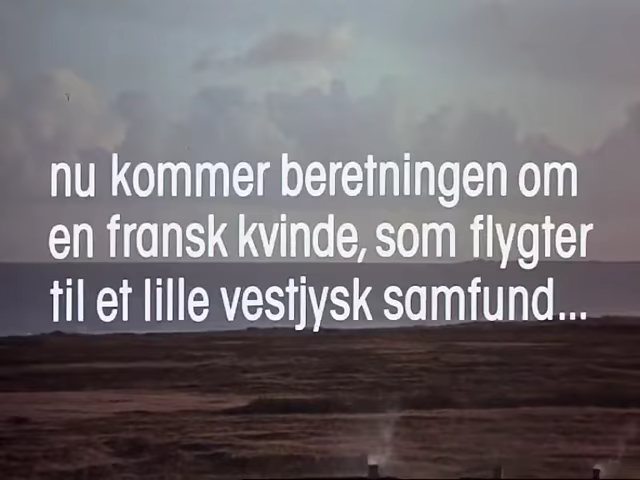 nu kommer beretningen om
en fransk kvinde, som flygter
til et lille vestjysk samfund...